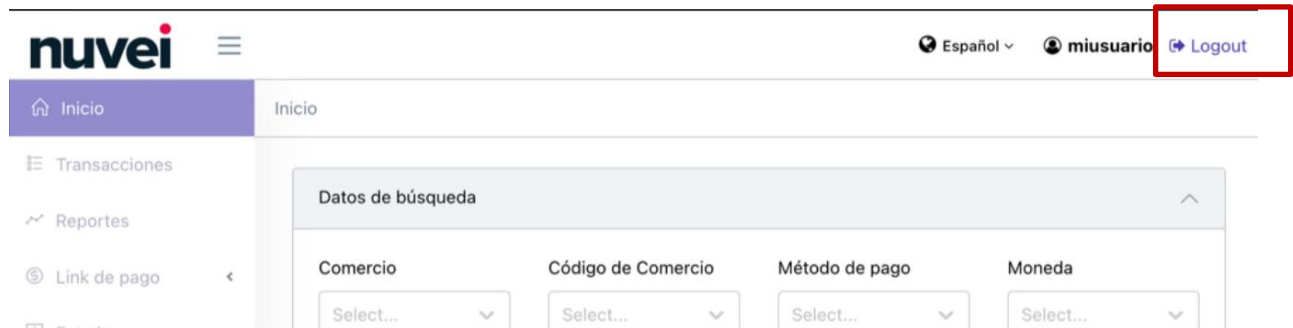 nuvei
Español
miusuario
Logout
Inicio
Inicio
Transacciones
Datos de búsqueda
Reportes
Comercio
Código de Comercio
Método de pago
Moneda
Link de pago
Select...
Select...
Select...
Select...